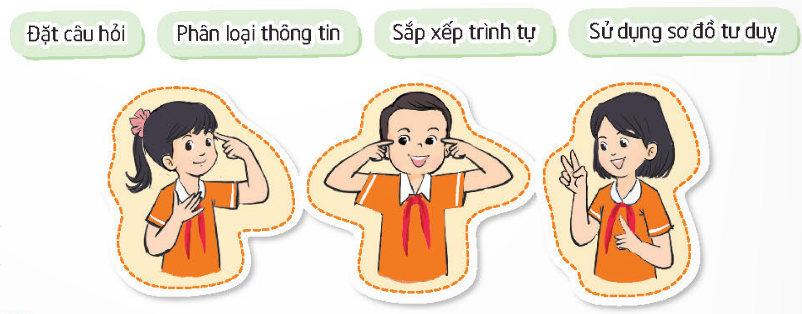 Đặt câu hỏi
Phân loại thông tin
Sắp xếp trình tự
Sử dụng sơ đồ tư duy